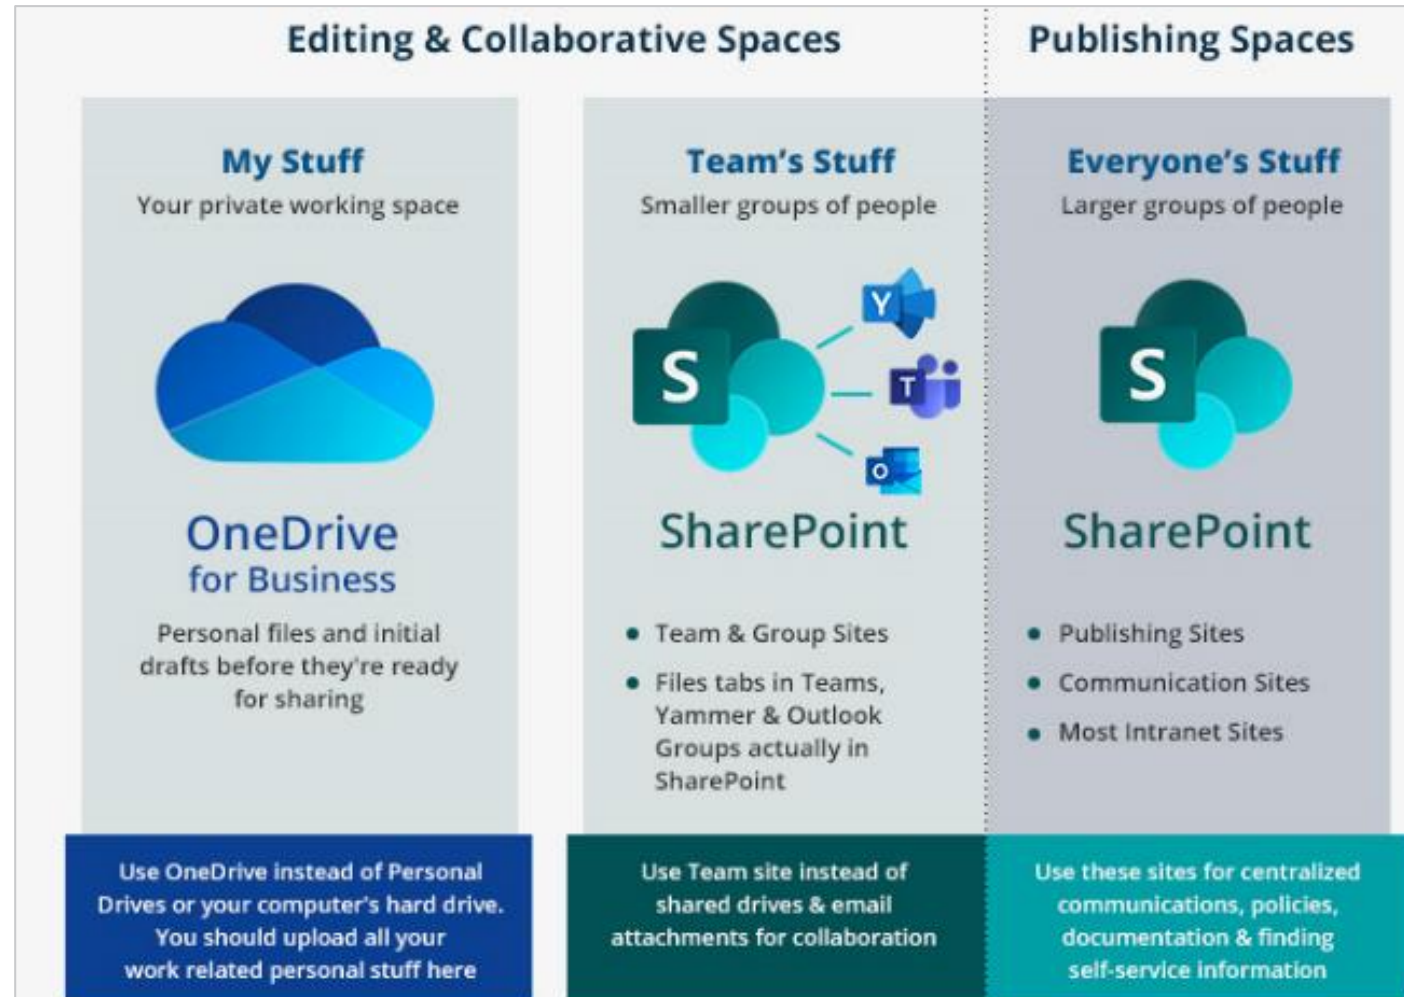 Editing & Collaborative Spaces
Publishing Spaces
My Stuff
Your private working space
OneDrive
for Business
Personal files and initial
drafts before they're ready
for sharing
Use OneDrive instead of Personal
Drives or your computer's hard drive.
You should upload all your
work related personal stuff here
Team's Stuff
Smaller groups of people
S
Y
T
O
SharePoint
• Team & Group Sites
• Files tabs in Teams,
Yammer & Outlook
Groups actually in
SharePoint
Use Team site instead of
shared drives & email
attachments for collaboration
Everyone's Stuff
Larger groups of people
S
SharePoint
• Publishing Sites
• Communication Sites
• Most Intranet Sites
Use these sites for centralized
communications, policies,
documentation & finding
self-service information